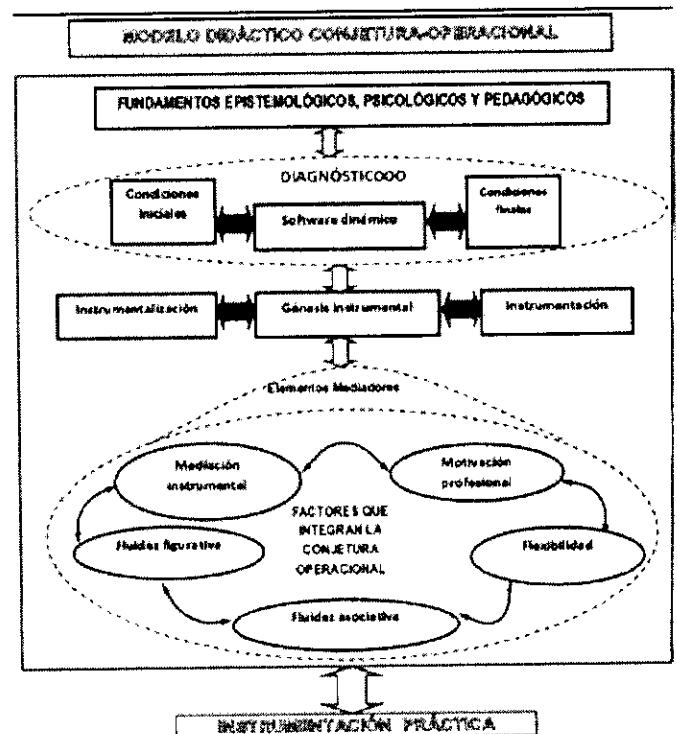 MODELO DIDÁCTICO CONJETURA-OPERACIONAL
FUNDAMENTOS EPISTEMOLÓGICOS, PSICOLÓGICOS Y PEDAGÓGICOS
DIAGNÓSTICOOO
Condiciones
iniciales
Software dinámico
Condiciones
finales
Instrumentalización
Génesis instrumental
Instrumentación
Elementos Mediadores
Mediación
instrumental
Motivación
profesional
FACTORES QUE
INTEGRAN LA
CONJETURA
OPERACIONAL
Fluidez figurativa
Flexibilidad
Fluidez asociativa
INSTRUMENTACIÓN PRÁCTICA